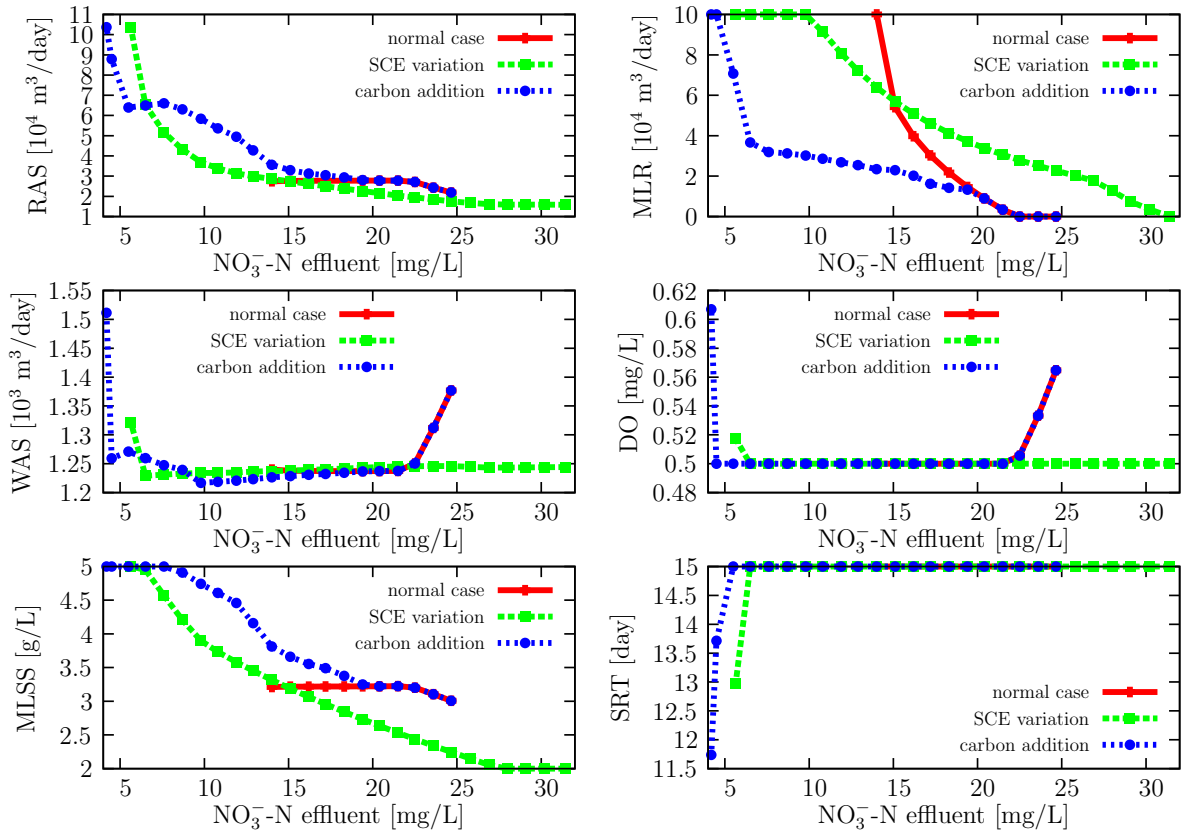 RAS [10⁴ m³/day]
11
10
9
8
7
6
5
4
3
2
1
normal case
SCE variation
carbon addition
5 10 15 20 25 30
NO₃⁻-N effluent [mg/L]
MLR [10⁴ m³/day]
10
8
6
4
2
0
normal case
SCE variation
carbon addition
5 10 15 20 25 30
NO₃⁻-N effluent [mg/L]
WAS [10³ m³/day]
1.55
1.5
1.45
1.4
1.35
1.3
1.25
1.2
normal case
SCE variation
carbon addition
5 10 15 20 25 30
NO₃⁻-N effluent [mg/L]
DO [mg/L]
0.62
0.6
0.58
0.56
0.54
0.52
0.5
0.48
normal case
SCE variation
carbon addition
5 10 15 20 25 30
NO₃⁻-N effluent [mg/L]
MLSS [g/L]
5
4.5
4
3.5
3
2.5
2
normal case
SCE variation
carbon addition
5 10 15 20 25 30
NO₃⁻-N effluent [mg/L]
SRT [day]
15
14.5
14
13.5
13
12.5
12
11.5
normal case
SCE variation
carbon addition
5 10 15 20 25 30
NO₃⁻-N effluent [mg/L]